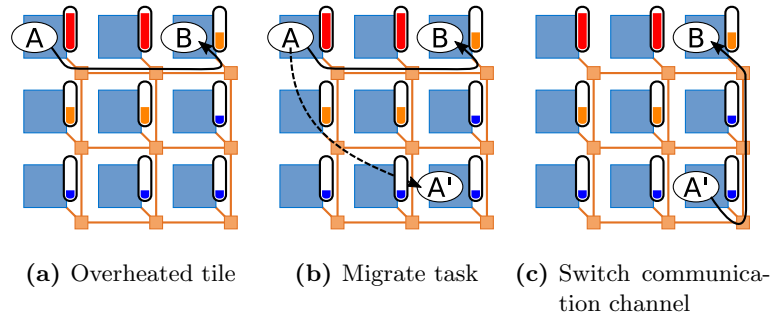 A B A B B
A' A'
(a) Overheated tile (b) Migrate task (c) Switch communica-
tion channel